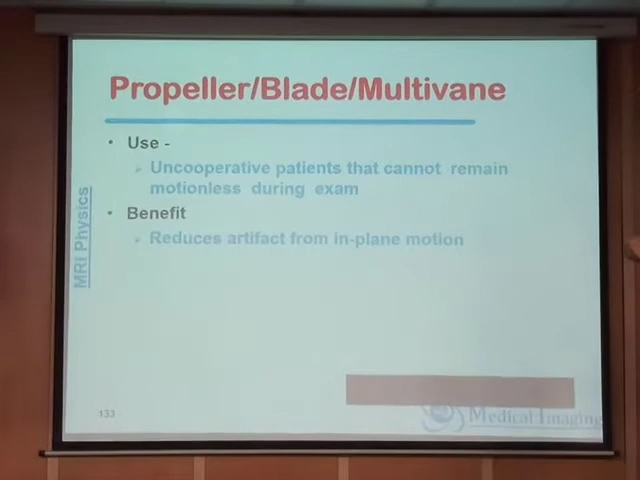 Propeller/Blade/Multivane
• Use -
Uncooperative patients that cannot remain
motionless during exam
• Benefit
Reduces artifact from in-plane motion
MRI Physics
133
Medical Imaging